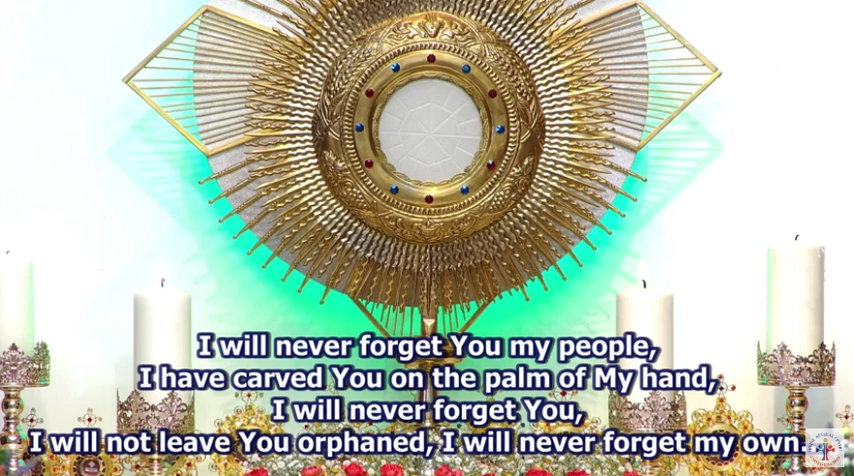 I will never forget You my people,
I have carved You on the palm of My hand,
I will never forget You,
I will not leave You orphaned, I will never forget my own.